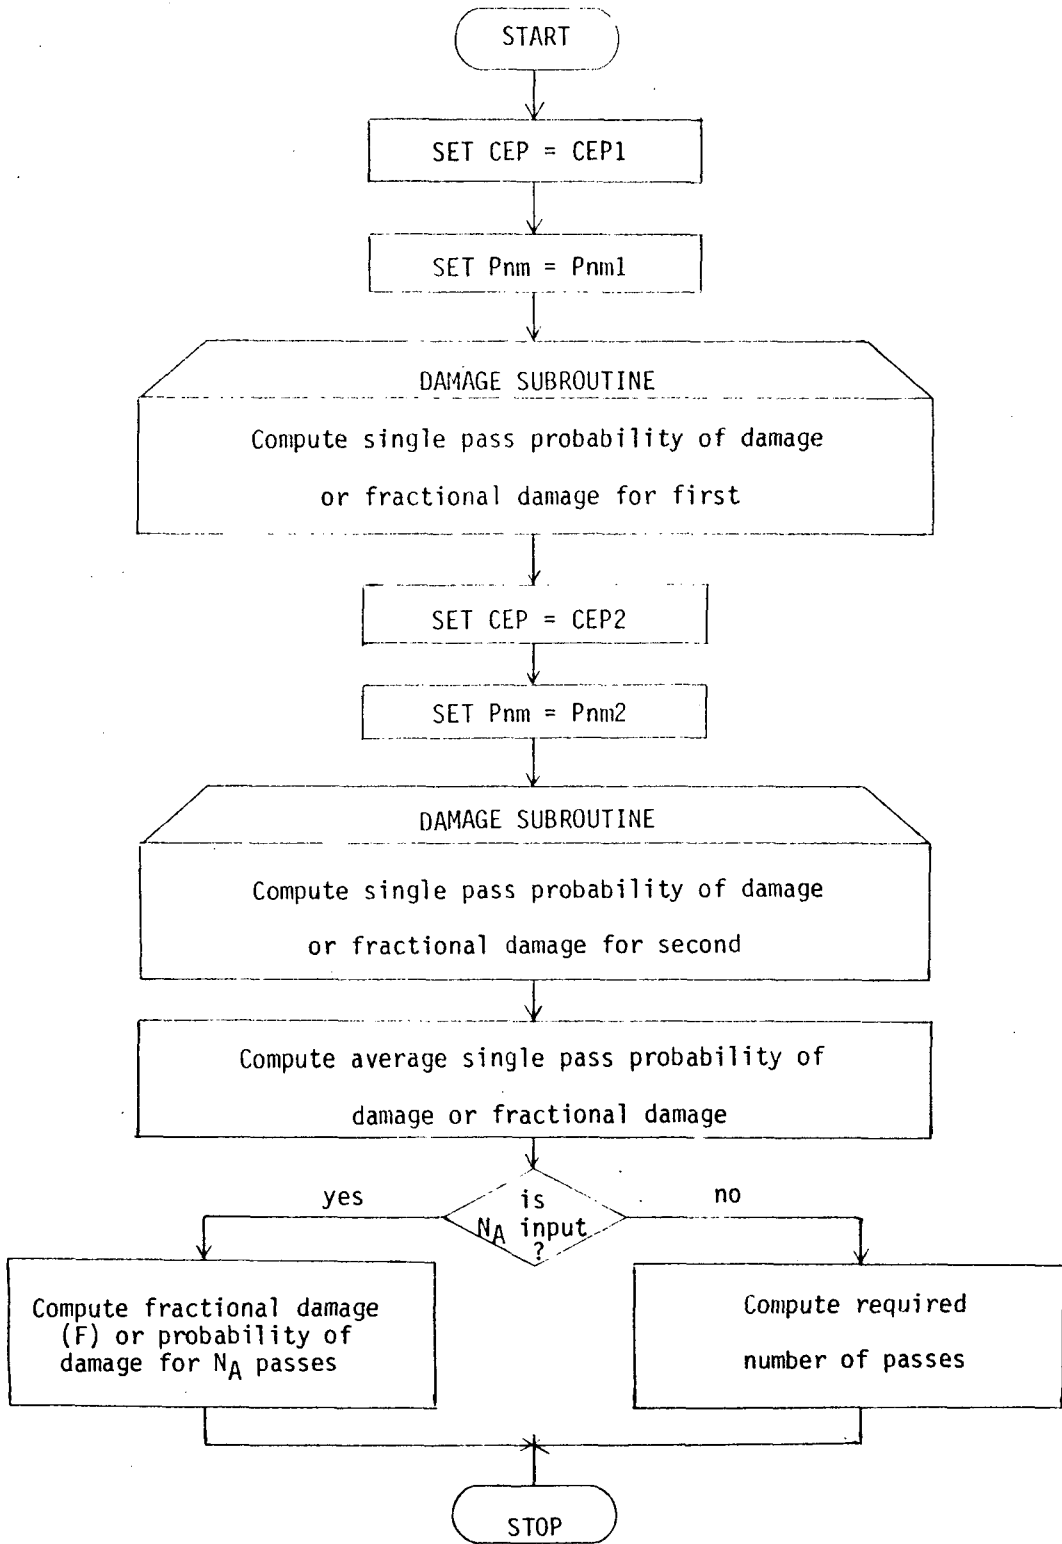 START
SET CEP = CEP1
SET Pnm = Pnm1
DAMAGE SUBROUTINE
Compute single pass probability of damage
or fractional damage for first
SET CEP = CEP2
SET Pnm = Pnm2
DAMAGE SUBROUTINE
Compute single pass probability of damage
or fractional damage for second
Compute average single pass probability of
damage or fractional damage
yes
is
N_A input
?
no
Compute fractional damage
(F) or probability of
damage for N_A passes
Compute required
number of passes
STOP